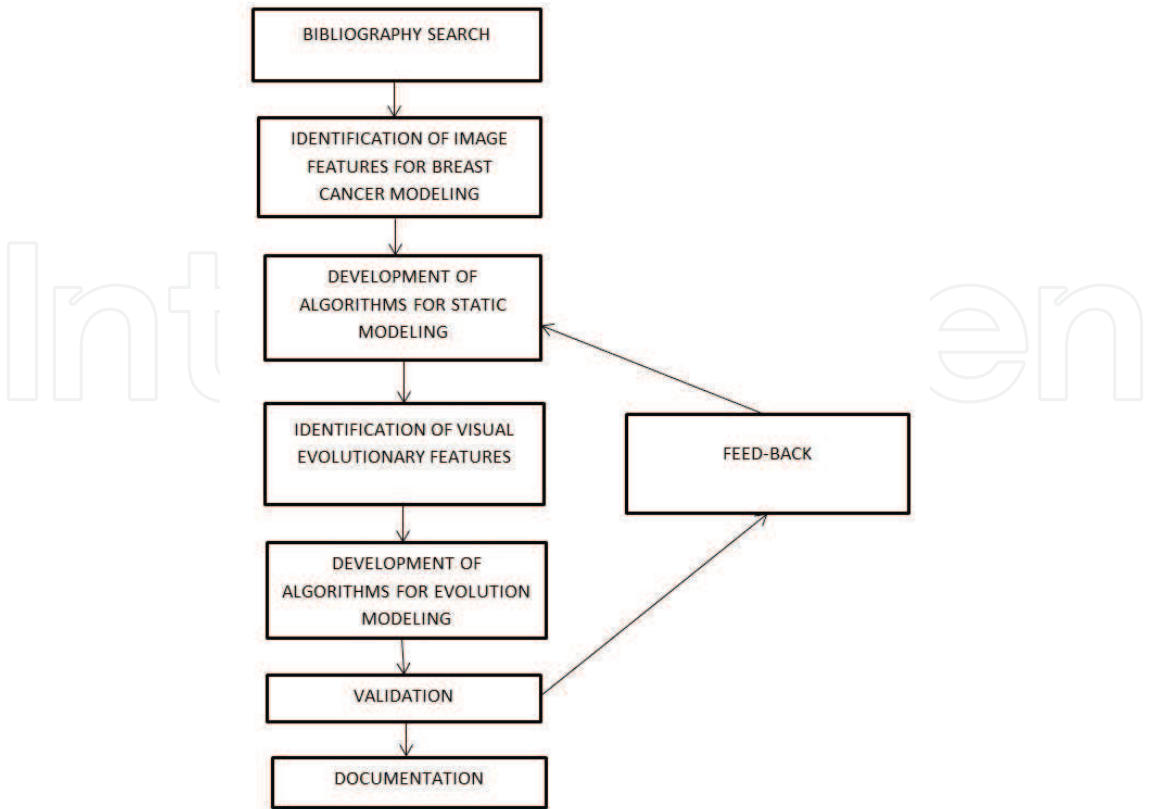 BIBLIOGRAPHY SEARCH
IDENTIFICATION OF IMAGE
FEATURES FOR BREAST
CANCER MODELING
DEVELOPMENT OF
ALGORITHMS FOR STATIC
MODELING
IDENTIFICATION OF VISUAL
EVOLUTIONARY FEATURES
FEED-BACK
DEVELOPMENT OF
ALGORITHMS FOR EVOLUTION
MODELING
VALIDATION
DOCUMENTATION